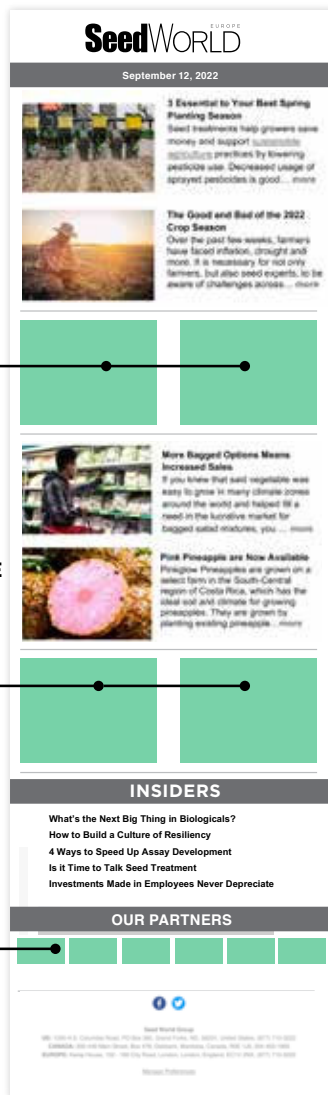 EUROPE
SeedWORLD
September 12, 2022
3 Essential to Your Best Spring
Planting Season
Seed treatments help growers save
money and support sustainable
agriculture practices by lowering
pesticide use. Decreased usage of
sprayed pesticides is good... more
The Good and Bad of the 2022
Crop Season
Over the past few weeks, farmers
have faced inflation, drought and
more. It is necessary for not only
farmers, but also seed experts, to be
aware of challenges across... more
More Bagged Options Means
Increased Sales
If you knew that said vegetable was
easy to grow in many climate zones
around the world and helped fill a
need in the lucrative market for
bagged salad mixtures, you ... more
E
Pink Pineapple are Now Available
Pinkglow Pineapples are grown on a
select farm in the South-Central
region of Costa Rica, which has the
ideal soil and climate for growing
pineapples. They are grown by
planting existing pineapple... more
INSIDERS
What's the Next Big Thing in Biologicals?
How to Build a Culture of Resiliency
4 Ways to Speed Up Assay Development
Is it Time to Talk Seed Treatment
Investments Made in Employees Never Depreciate
OUR PARTNERS
Seed World Group
Manage Preferences